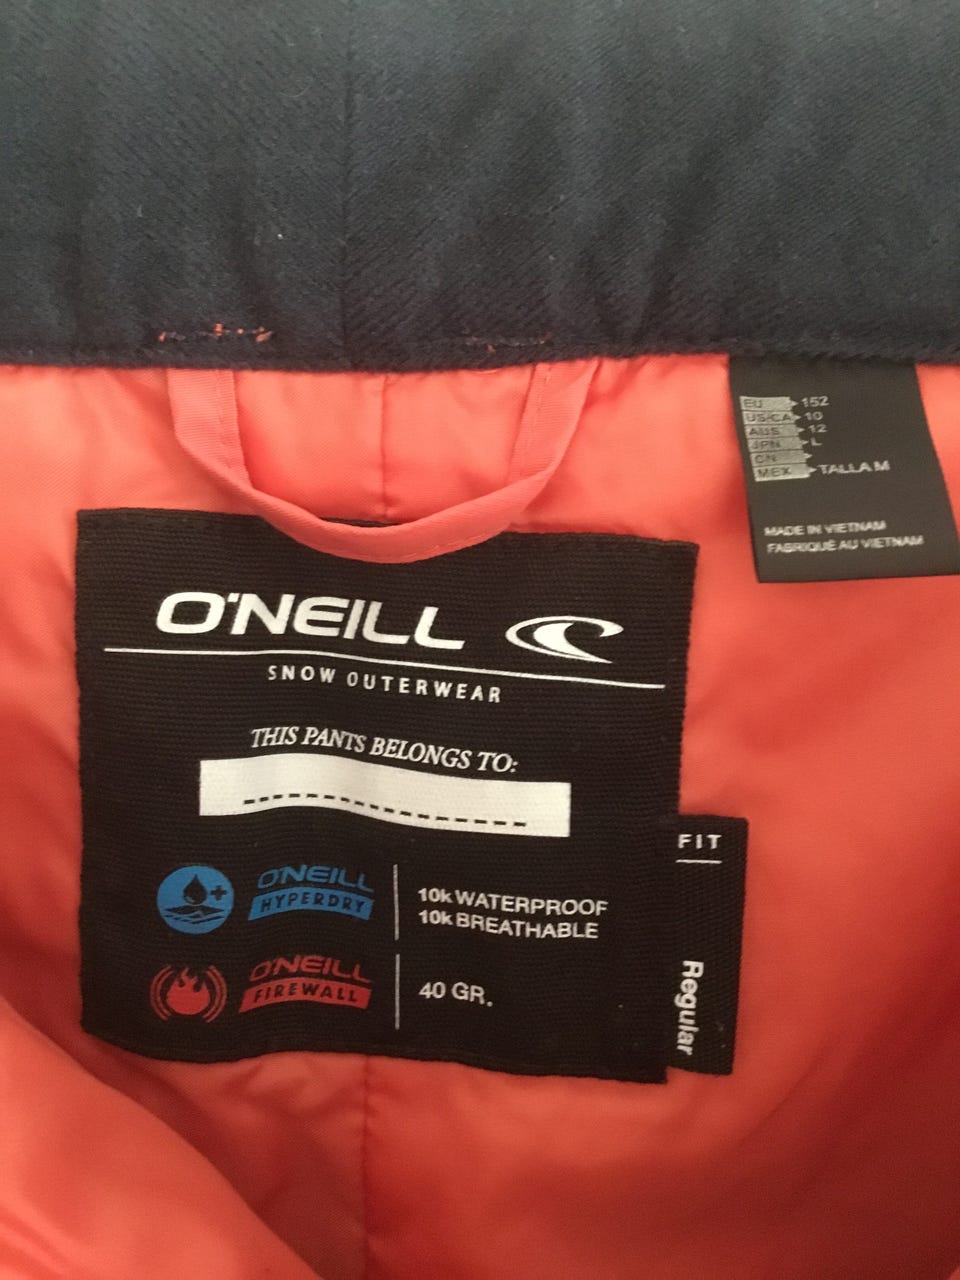 EU 152
US-CA 10
AUS 12
JPN L
CN
MEX TALLA M
MADE IN VIETNAM
FABRIQUÉ AU VIETNAM
O'NEILL
SNOW OUTERWEAR
THIS PANTS BELONGS TO:
O'NEILL
HYPERDRY
10k WATERPROOF
10k BREATHABLE
O'NEILL
FIREWALL
40 GR.
FIT
Regular